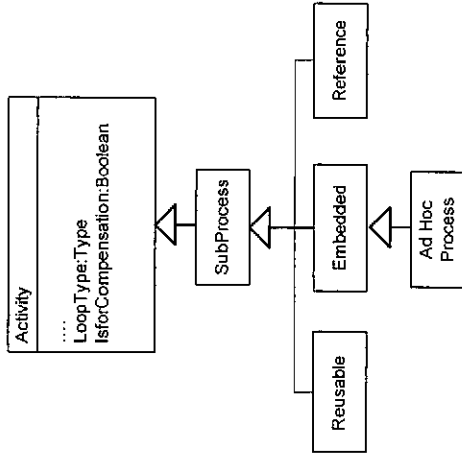 Activity
....
LoopType:Type
IsforCompensation:Boolean
SubProcess
Reusable
Embedded
Reference
Ad Hoc
Process